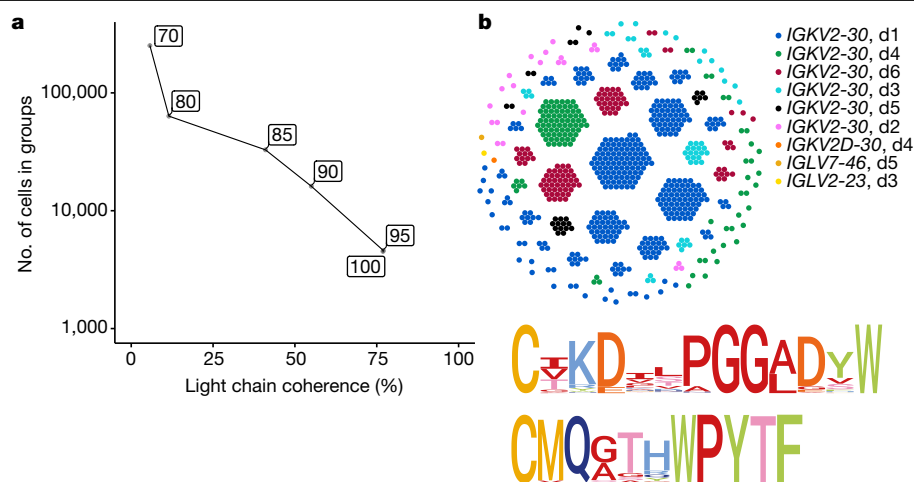 a
70
80
85
90
95
100
100,000
10,000
1,000
No. of cells in groups
0 25 50 75 100
Light chain coherence (%)
b
IGKV2-30, d1
IGKV2-30, d4
IGKV2-30, d6
IGKV2-30, d3
IGKV2-30, d5
IGKV2-30, d2
IGKV2D-30, d4
IGLV7-46, d5
IGLV2-23, d3
CIKDILPGGADYW
CMQGTHWPYTF